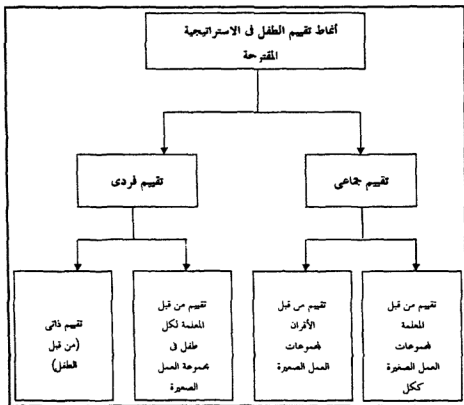 أنماط تقييم الطفل فى الاستراتيجية
المقترحة
تقييم جماعى
تقييم فردى
تقييم من قبل
المعلمة
لمجموعات
العمل الصغيرة
ككل
تقييم من قبل
الأقران
لمجموعات
العمل الصغيرة
تقييم من قبل
المعلمة لكل
طفل فى
مجموعة العمل
الصغيرة
تقييم ذاتى
(من قبل
الطفل)